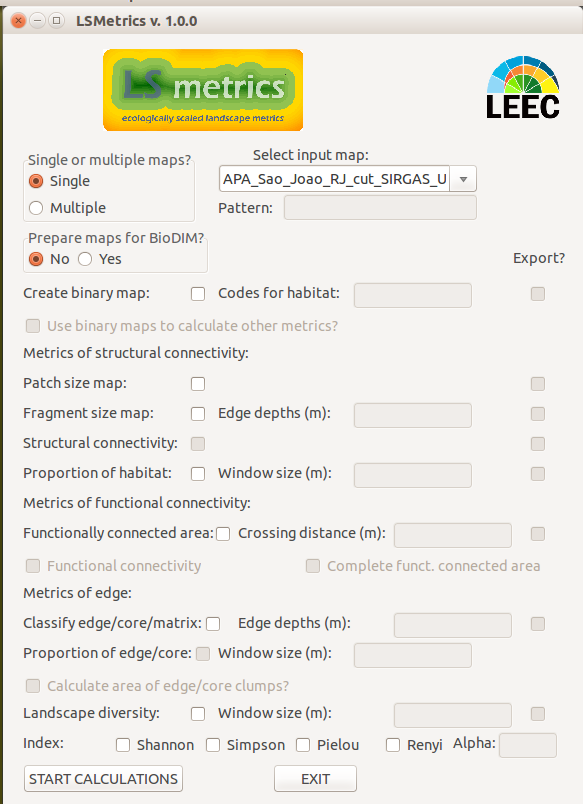 LSMetrics v. 1.0.0
LS metrics
ecologically scaled landscape metrics
LEEC
Single or multiple maps?
Select input map:
Single
APA_Sao_Joao_RJ_cut_SIRGAS_U
Multiple
Pattern:
Prepare maps for BioDIM?
No Yes
Export?
Create binary map: Codes for habitat:
Use binary maps to calculate other metrics?
Metrics of structural connectivity:
Patch size map:
Fragment size map: Edge depths (m):
Structural connectivity:
Proportion of habitat: Window size (m):
Metrics of functional connectivity:
Functionally connected area: Crossing distance (m):
Functional connectivity Complete funct. connected area
Metrics of edge:
Classify edge/core/matrix: Edge depths (m):
Proportion of edge/core: Window size (m):
Calculate area of edge/core clumps?
Landscape diversity: Window size (m):
Index: Shannon Simpson Pielou Renyi Alpha:
START CALCULATIONS EXIT